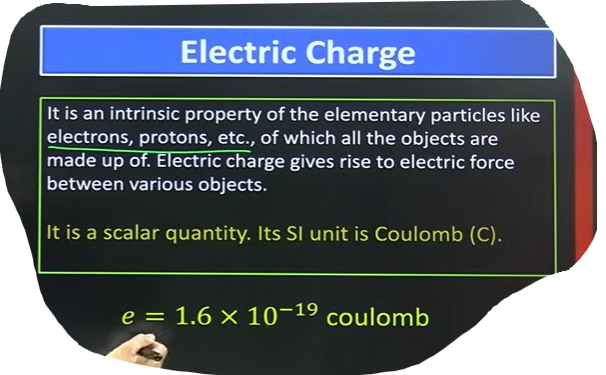 Electric Charge
It is an intrinsic property of the elementary particles like
electrons, protons, etc., of which all the objects are
made up of. Electric charge gives rise to electric force
between various objects.
It is a scalar quantity. Its SI unit is Coulomb (C).
e = 1.6 × 10⁻¹⁹ coulomb